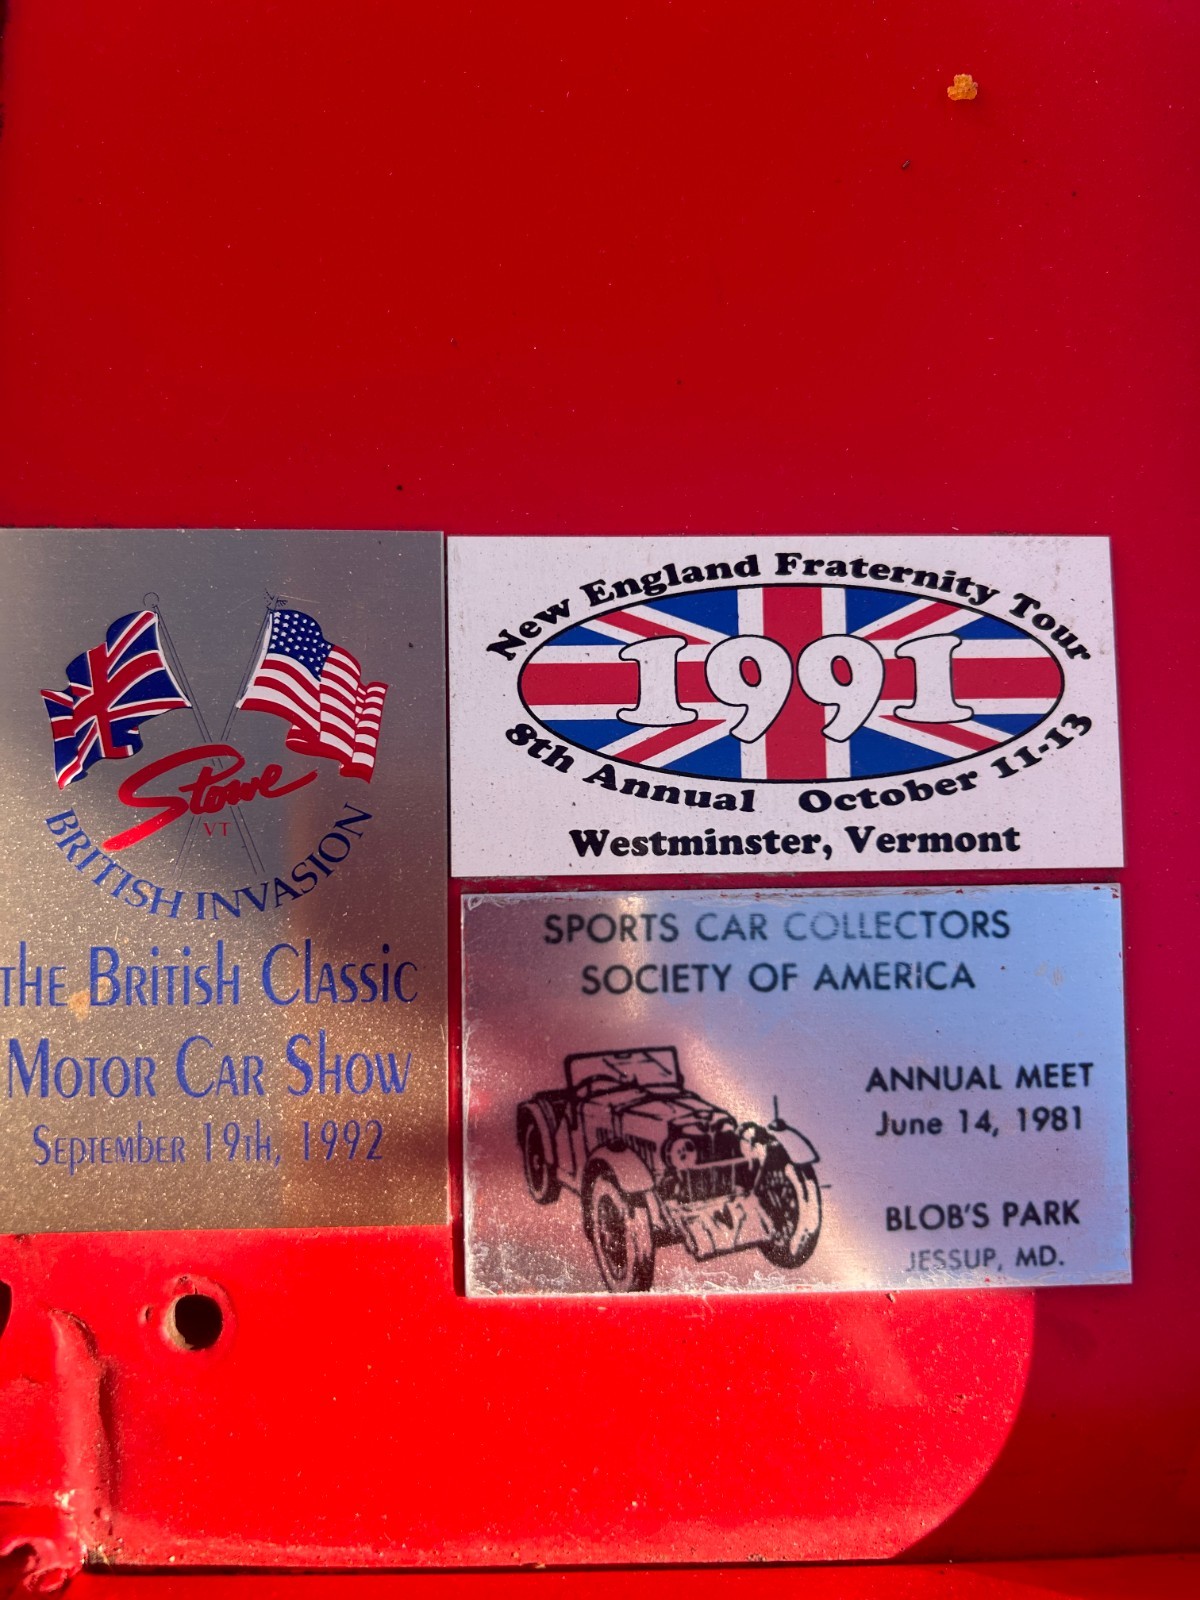 Stowe
VT
BRITISH INVASION
THE BRITISH CLASSIC
MOTOR CAR SHOW
SEPTEMBER 19TH, 1992
New England Fraternity Tour
1991
8th Annual October 11-13
Westminster, Vermont
SPORTS CAR COLLECTORS
SOCIETY OF AMERICA
ANNUAL MEET
June 14, 1981
BLOB'S PARK
JESSUP, MD.